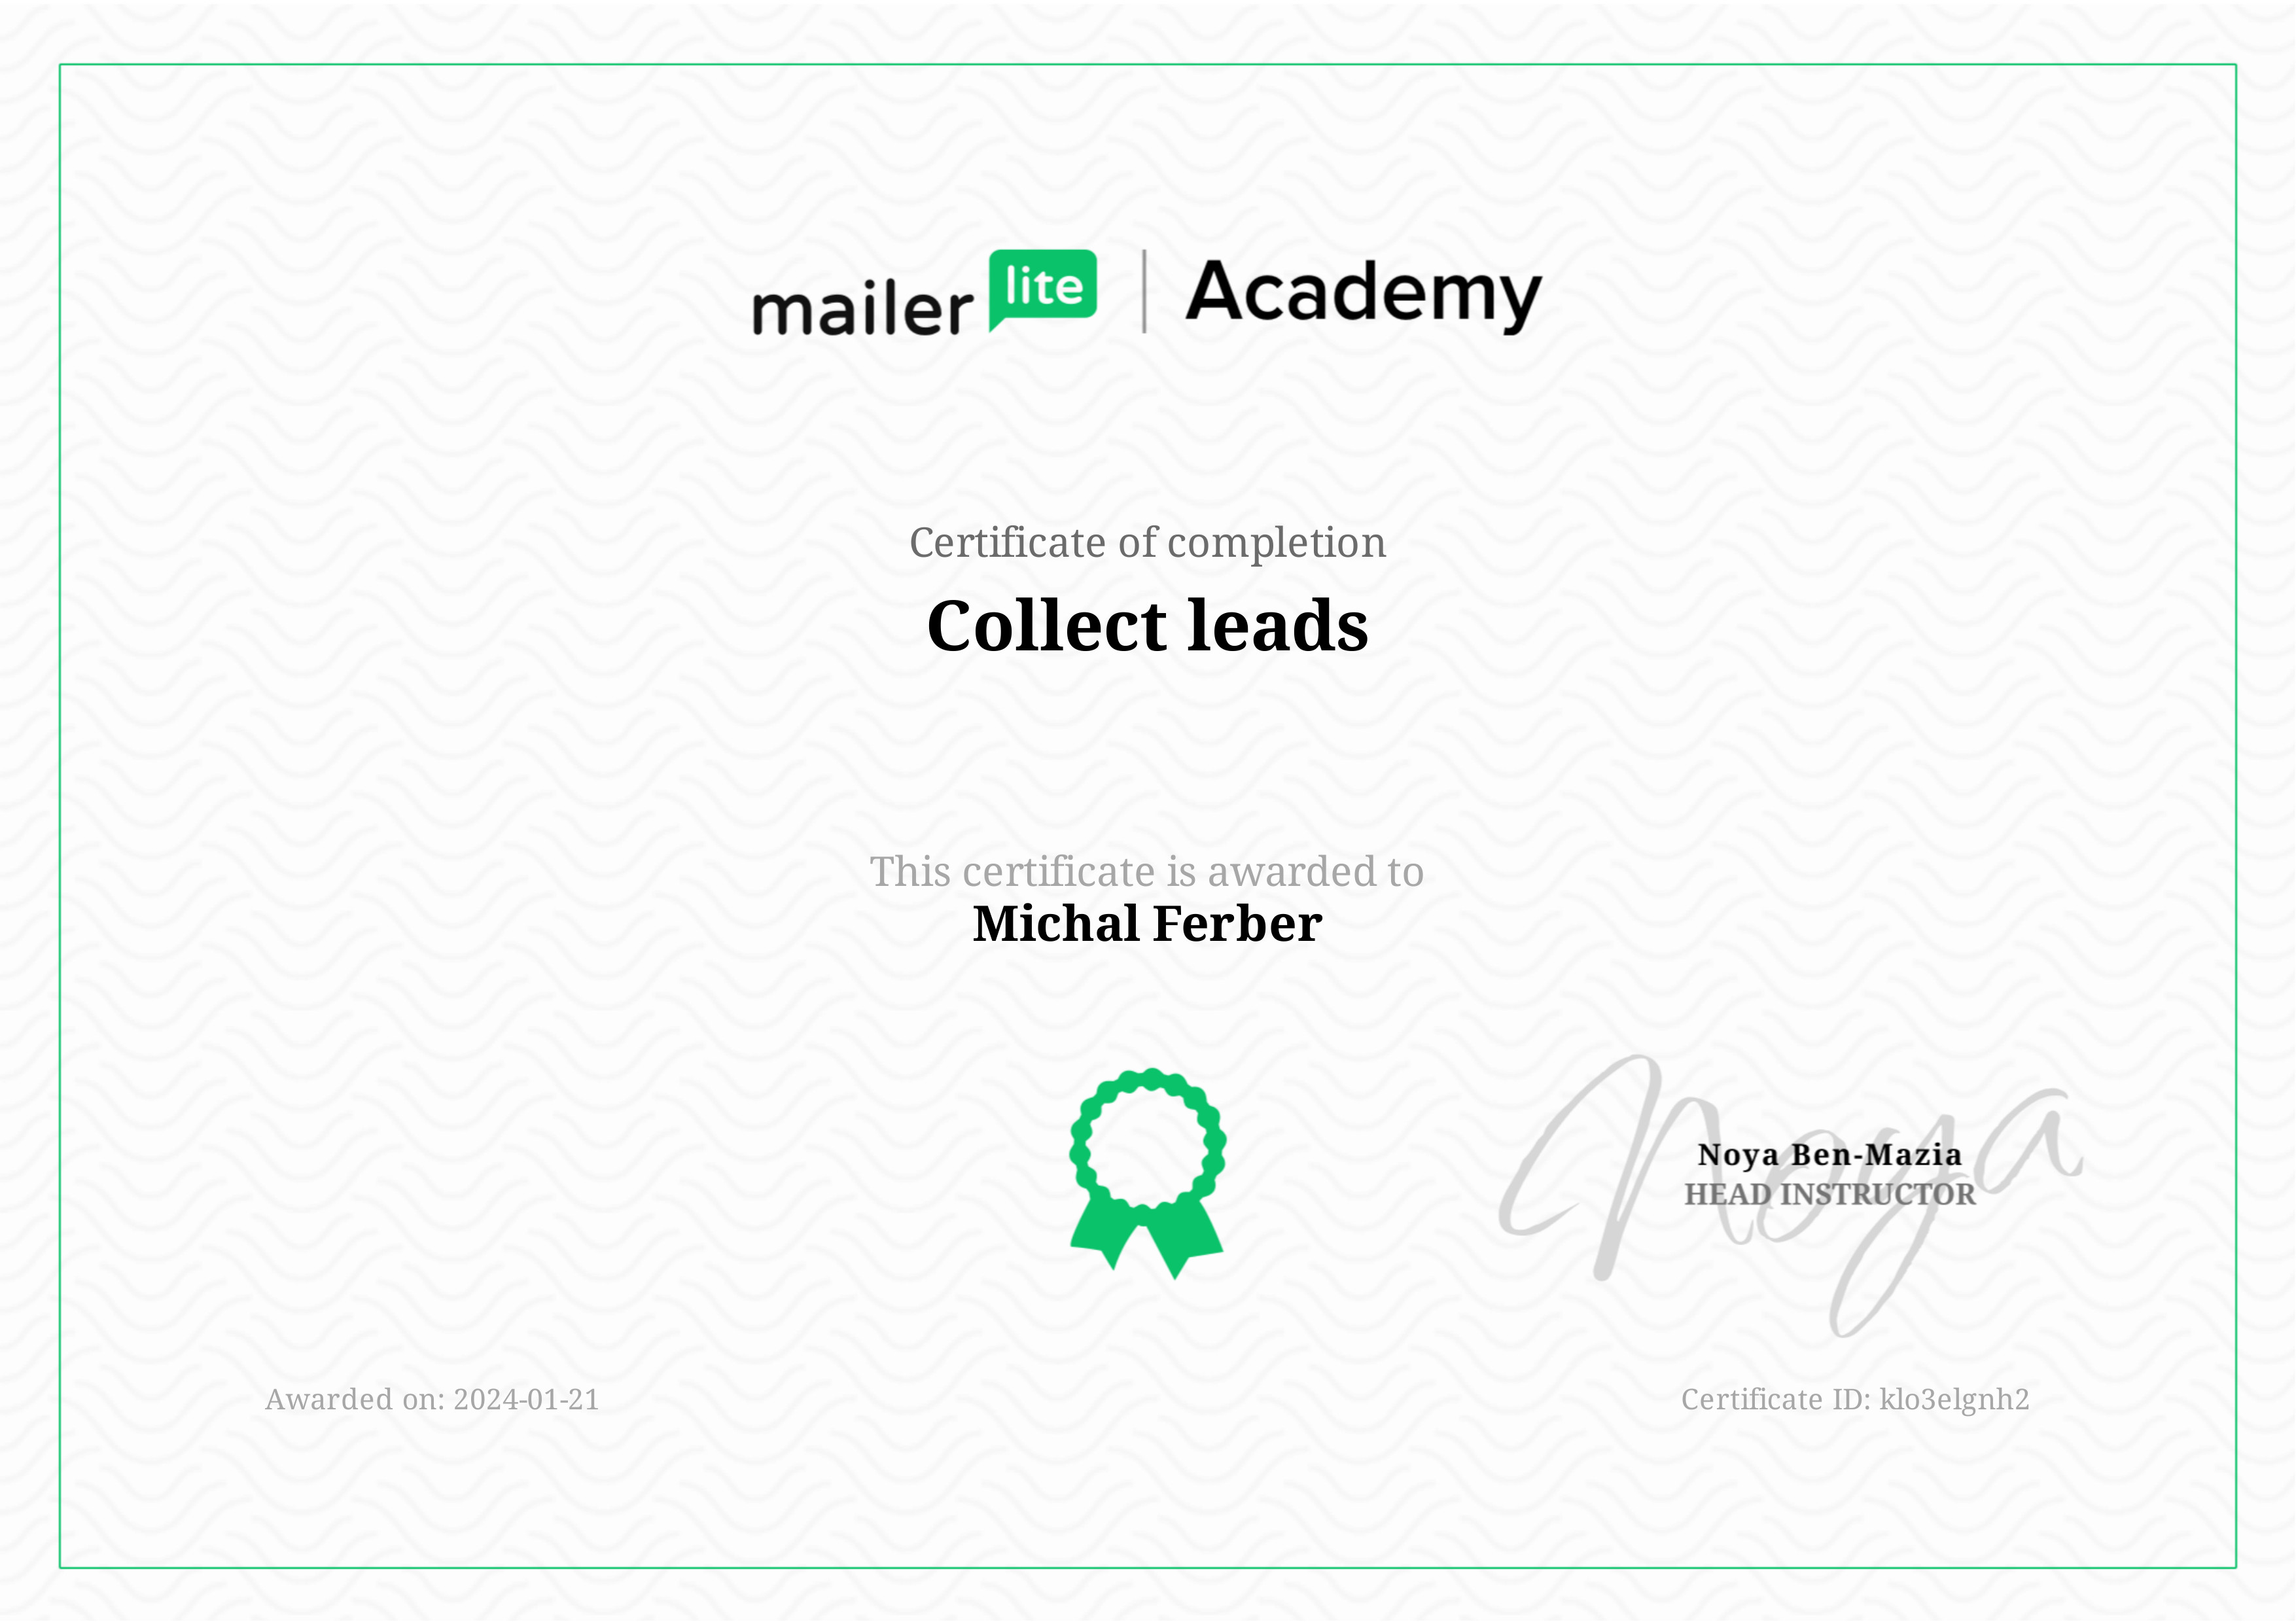 mailer lite | Academy
Certificate of completion
Collect leads
This certificate is awarded to
Michal Ferber
Noya
Noya Ben-Mazia
HEAD INSTRUCTOR
Awarded on: 2024-01-21
Certificate ID: klo3elgnh2